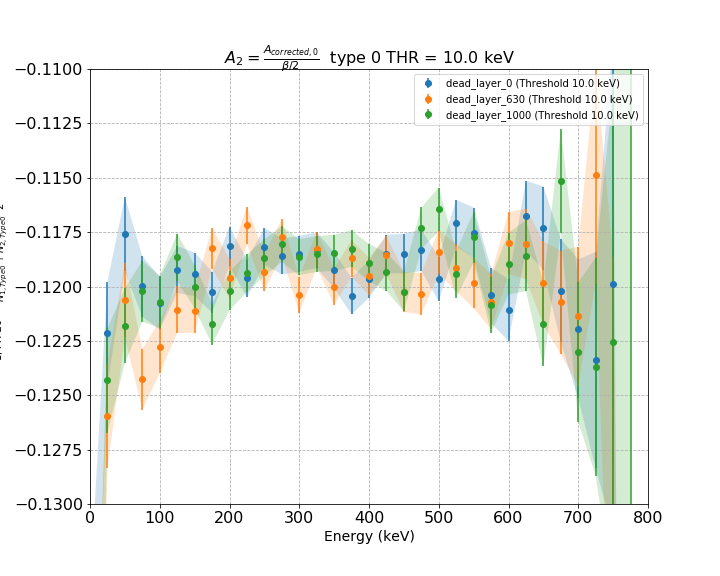 A_2 = A_{corrected,0} / β/2 type 0 THR = 10.0 keV
dead_layer_0 (Threshold 10.0 keV)
dead_layer_630 (Threshold 10.0 keV)
dead_layer_1000 (Threshold 10.0 keV)
−0.1100
−0.1125
−0.1150
−0.1175
−0.1200
−0.1225
−0.1250
−0.1275
−0.1300
0 100 200 300 400 500 600 700 800
Energy (keV)